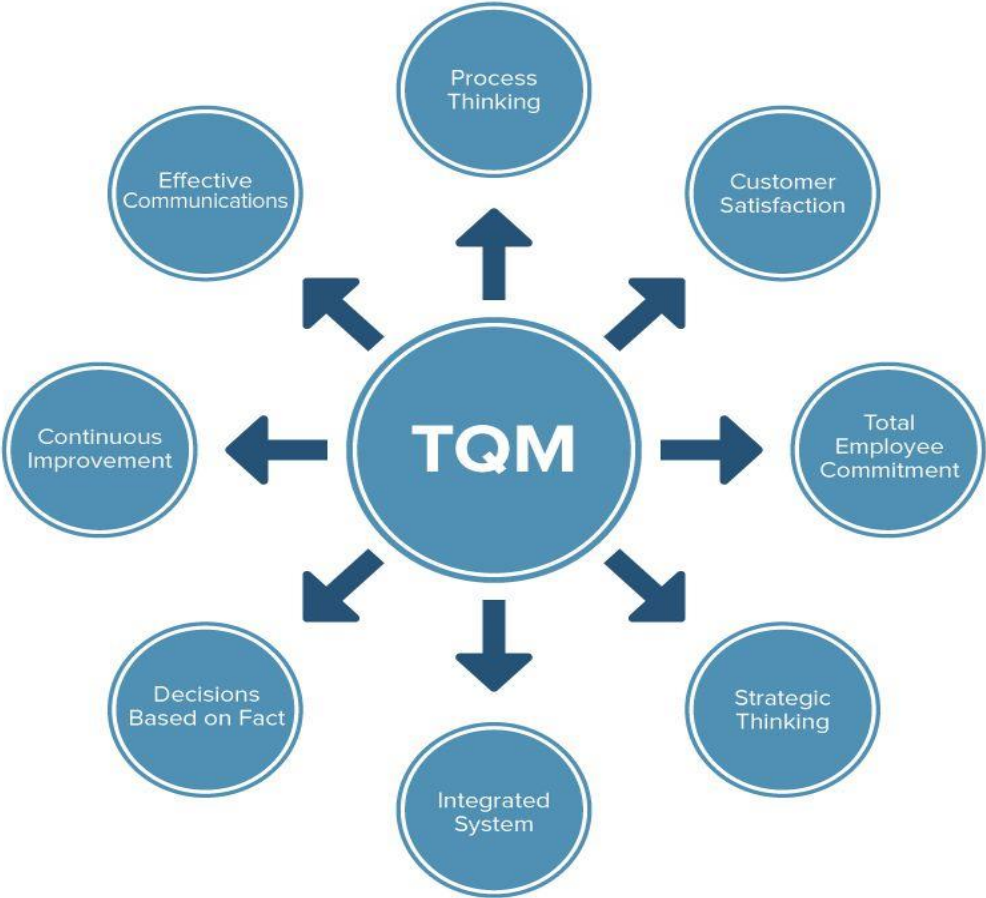 Process
Thinking
Customer
Satisfaction
Total
Employee
Commitment
Strategic
Thinking
Integrated
System
Decisions
Based on Fact
Continuous
Improvement
Effective
Communications
TQM